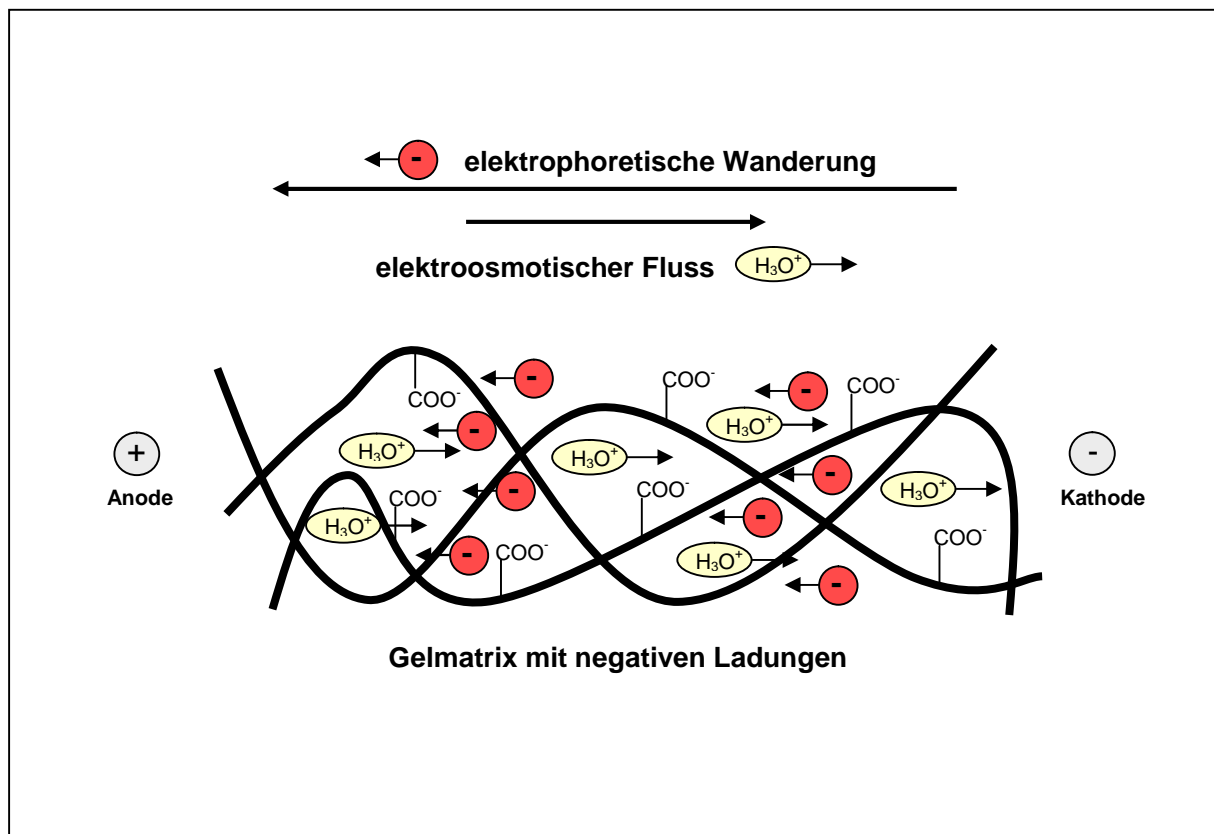 - elektrophoretische Wanderung
elektroosmotischer Fluss H₃O⁺
COO⁻
-
COO⁻
-
COO⁻
H₃O⁺
-
H₃O⁺
H₃O⁺
+
Anode
-
Kathode
-
COO⁻
-
COO⁻
H₃O⁺
H₃O⁺
-
-
COO⁻
H₃O⁺
COO⁻
-
Gelmatrix mit negativen Ladungen